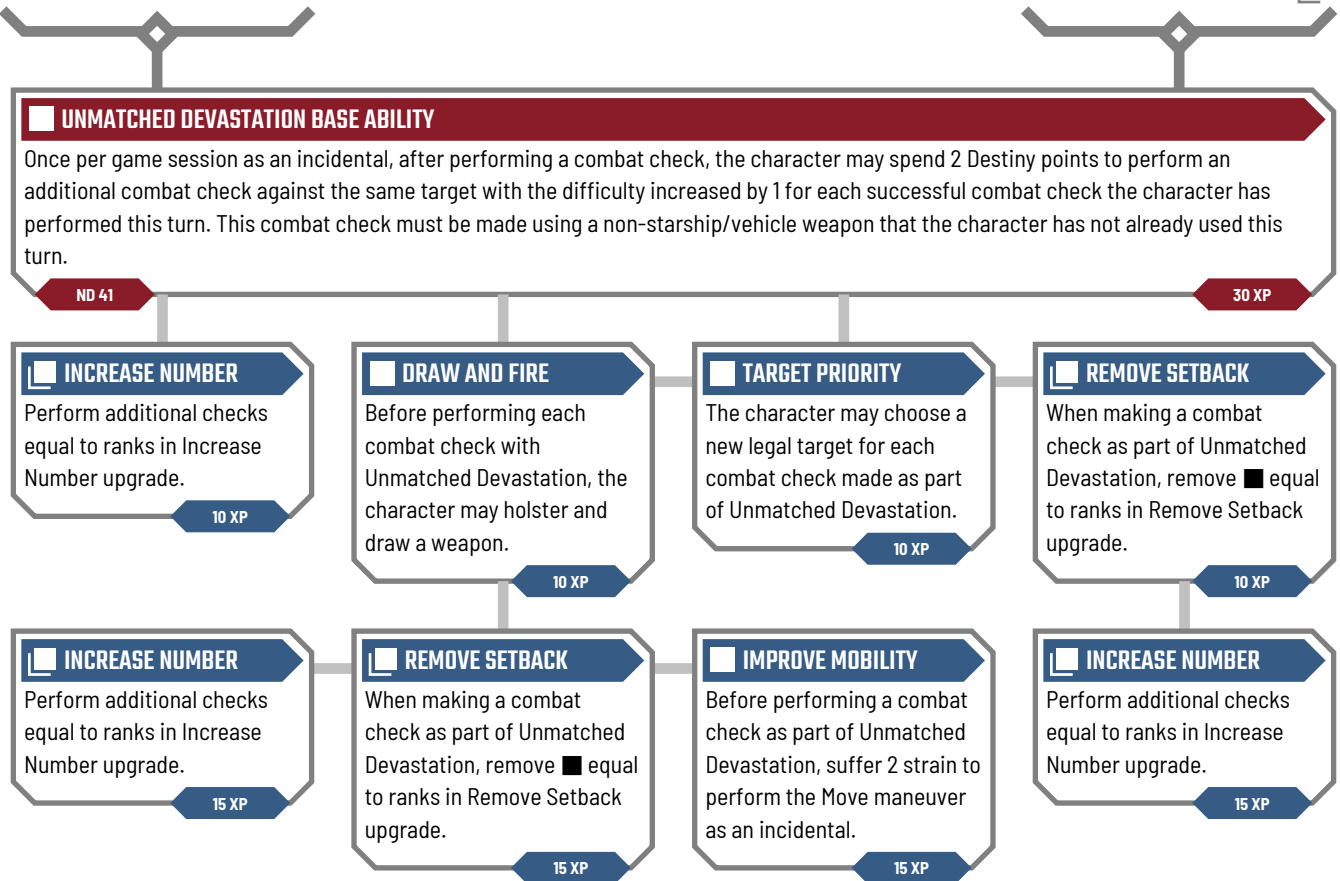 UNMATCHED DEVASTATION BASE ABILITY
Once per game session as an incidental, after performing a combat check, the character may spend 2 Destiny points to perform an
additional combat check against the same target with the difficulty increased by 1 for each successful combat check the character has
performed this turn. This combat check must be made using a non-starship/vehicle weapon that the character has not already used this
turn.
ND 41
30 XP
INCREASE NUMBER
Perform additional checks
equal to ranks in Increase
Number upgrade.
10 XP
DRAW AND FIRE
Before performing each
combat check with
Unmatched Devastation, the
character may holster and
draw a weapon.
10 XP
TARGET PRIORITY
The character may choose a
new legal target for each
combat check made as part
of Unmatched Devastation.
10 XP
REMOVE SETBACK
When making a combat
check as part of Unmatched
Devastation, remove ■ equal
to ranks in Remove Setback
upgrade.
10 XP
INCREASE NUMBER
Perform additional checks
equal to ranks in Increase
Number upgrade.
15 XP
REMOVE SETBACK
When making a combat
check as part of Unmatched
Devastation, remove ■ equal
to ranks in Remove Setback
upgrade.
15 XP
IMPROVE MOBILITY
Before performing a combat
check as part of Unmatched
Devastation, suffer 2 strain to
perform the Move maneuver
as an incidental.
15 XP
INCREASE NUMBER
Perform additional checks
equal to ranks in Increase
Number upgrade.
15 XP